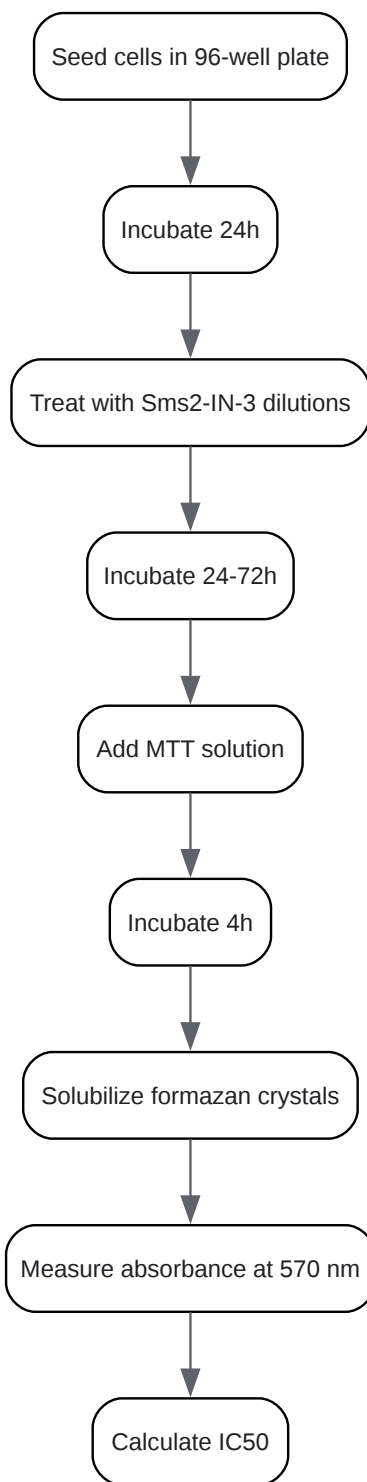 Seed cells in 96-well plate
Incubate 24h
Treat with Sms2-IN-3 dilutions
Incubate 24-72h
Add MTT solution
Incubate 4h
Solubilize formazan crystals
Measure absorbance at 570 nm
Calculate IC50